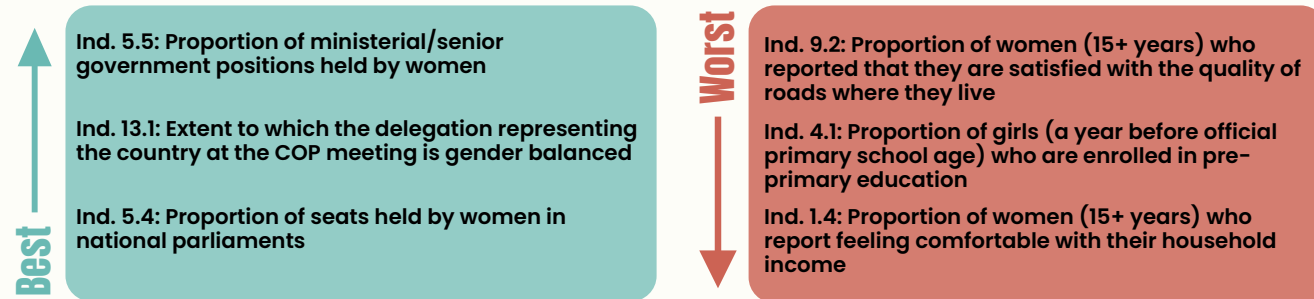 Best
Ind. 5.5: Proportion of ministerial/senior
government positions held by women
Ind. 13.1: Extent to which the delegation representing
the country at the COP meeting is gender balanced
Ind. 5.4: Proportion of seats held by women in
national parliaments
Worst
Ind. 9.2: Proportion of women (15+ years) who
reported that they are satisfied with the quality of
roads where they live
Ind. 4.1: Proportion of girls (a year before official
primary school age) who are enrolled in pre-
primary education
Ind. 1.4: Proportion of women (15+ years) who
report feeling comfortable with their household
income